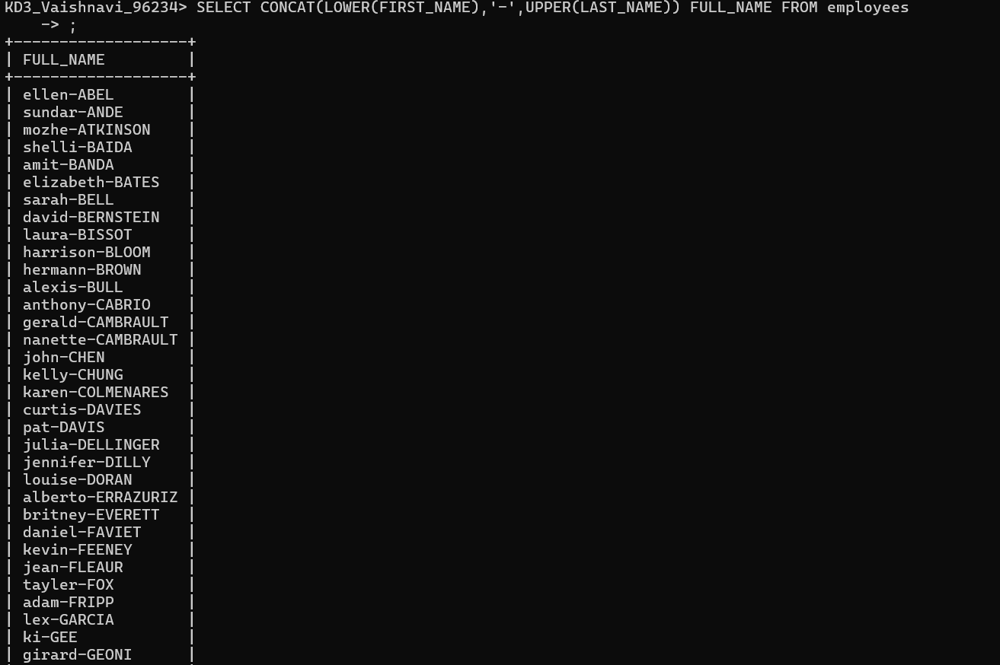 KD3_Vaishnavi_96234> SELECT CONCAT(LOWER(FIRST_NAME),'-',UPPER(LAST_NAME)) FULL_NAME FROM employees
    -> ;
+-------------------+
| FULL_NAME         |
+-------------------+
| ellen-ABEL        |
| sundar-ANDE       |
| mozhe-ATKINSON    |
| shelli-BAIDA      |
| amit-BANDA        |
| elizabeth-BATES   |
| sarah-BELL        |
| david-BERNSTEIN   |
| laura-BISSOT      |
| harrison-BLOOM    |
| hermann-BROWN     |
| alexis-BULL       |
| anthony-CABRIO    |
| gerald-CAMBRAULT  |
| nanette-CAMBRAULT |
| john-CHEN         |
| kelly-CHUNG       |
| karen-COLMENARES  |
| curtis-DAVIES     |
| pat-DAVIS         |
| julia-DELLINGER   |
| jennifer-DILLY    |
| louise-DORAN      |
| alberto-ERRAZURIZ |
| britney-EVERETT   |
| daniel-FAVIET     |
| kevin-FEENEY      |
| jean-FLEAUR       |
| tayler-FOX        |
| adam-FRIPP        |
| lex-GARCIA        |
| ki-GEE            |
| girard-GEONI      |